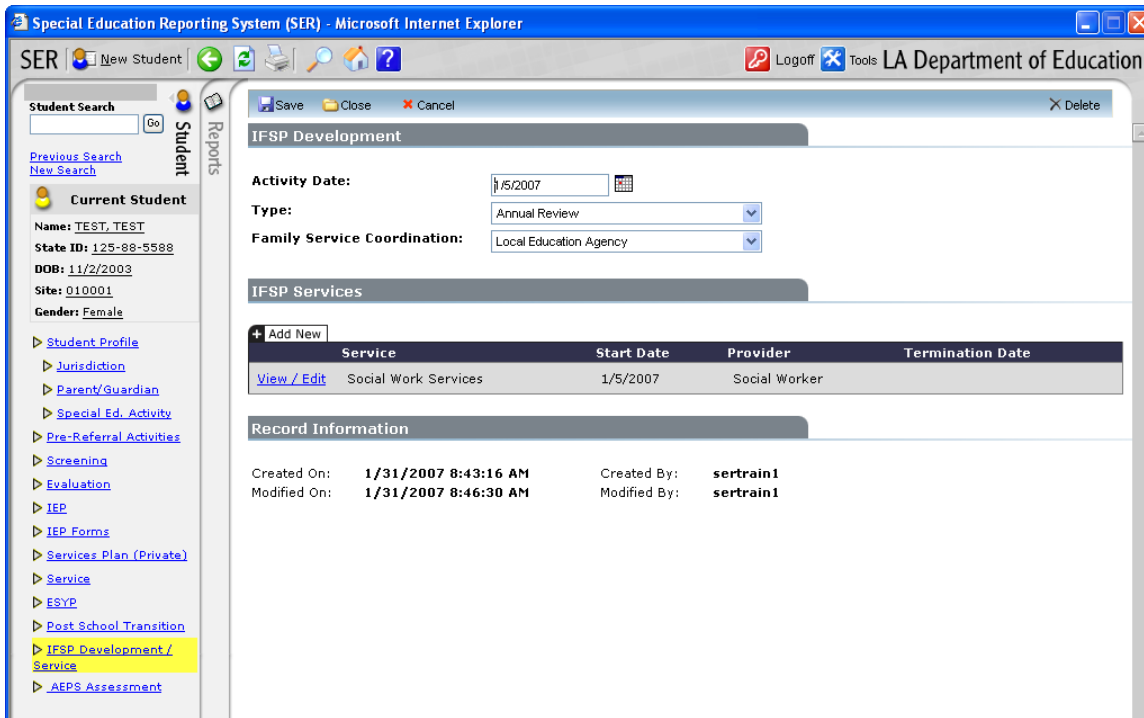 Special Education Reporting System (SER) - Microsoft Internet Explorer
SER New Student ? Logoff Tools LA Department of Education
Student Search
Go
Previous Search
New Search
Student
Reports
Current Student
Name: TEST, TEST
State ID: 125-88-5588
DOB: 11/2/2003
Site: 010001
Gender: Female
Student Profile
Jurisdiction
Parent/Guardian
Special Ed. Activity
Pre-Referral Activities
Screening
Evaluation
IEP
IEP Forms
Services Plan (Private)
Service
ESYP
Post School Transition
IFSP Development /
Service
AEPS Assessment
Save Close Cancel Delete
IFSP Development
Activity Date: 1/5/2007
Type: Annual Review
Family Service Coordination: Local Education Agency
IFSP Services
+ Add New
Service Start Date Provider Termination Date
View / Edit Social Work Services 1/5/2007 Social Worker
Record Information
Created On: 1/31/2007 8:43:16 AM Created By: sertrain1
Modified On: 1/31/2007 8:46:30 AM Modified By: sertrain1